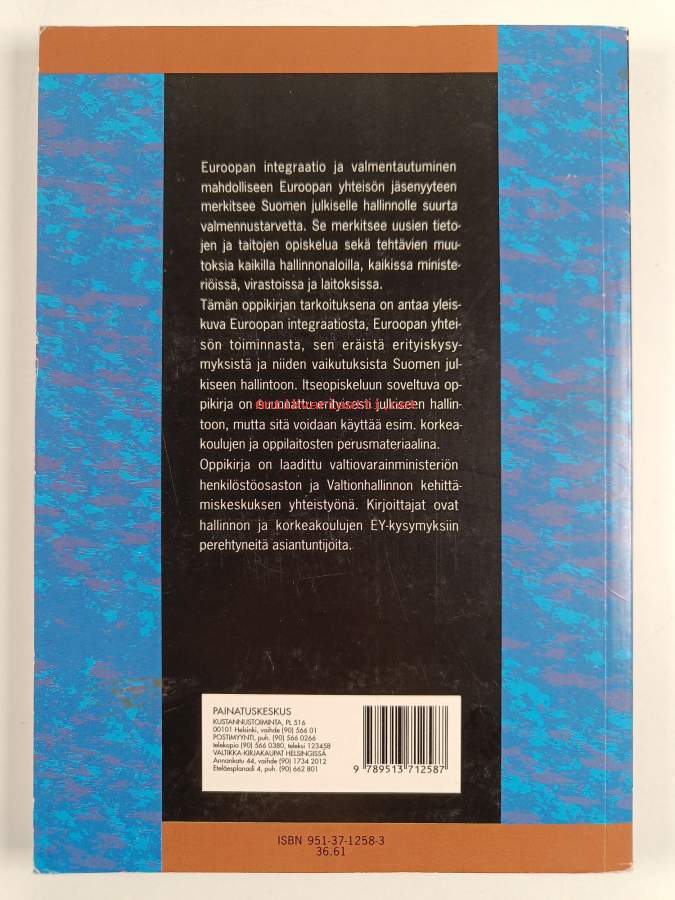 Euroopan integraatio ja valmentautuminen
mahdolliseen Euroopan yhteisön jäsenyyteen
merkitsee Suomen julkiselle hallinnolle suurta
valmennustarvetta. Se merkitsee uusien tieto-
jen ja taitojen opiskelua sekä tehtävien muu-
toksia kaikilla hallinnonaloilla, kaikissa ministe-
riöissä, virastoissa ja laitoksissa.
Tämän oppikirjan tarkoituksena on antaa yleis-
kuva Euroopan integraatiosta, Euroopan yhtei-
sön toiminnasta, sen eräistä erityiskysy-
myksistä ja niiden vaikutuksista Suomen jul-
kiseen hallintoon. Itseopiskeluun soveltuva op-
pikirja on suunnattu erityisesti julkiseen hallin-
toon, mutta sitä voidaan käyttää esim. korkea-
koulujen ja oppilaitosten perusmateriaalina.
Oppikirja on laadittu valtiovarainministeriön
henkilöstöosaston ja Valtionhallinnon kehittä-
miskeskuksen yhteistyönä. Kirjoittajat ovat
hallinnon ja korkeakoulujen EY-kysymyksiin
perehtyneitä asiantuntijoita.
PAINATUSKESKUS
KUSTANNUSTOIMINTA, PL 516
00101 Helsinki, vaihde (90) 566 01
POSTIMYYNTI, puh. (90) 566 0266
telekopio (90) 566 0380, teleksi 123458
VALTIKKA-KIRJAKAUPAT HELSINGISSÄ
Annankatu 44, vaihde (90) 1734 2012
Eteläesplanadi 4, puh. (90) 662 801
9 789513 712587
ISBN 951-37-1258-3
36.61